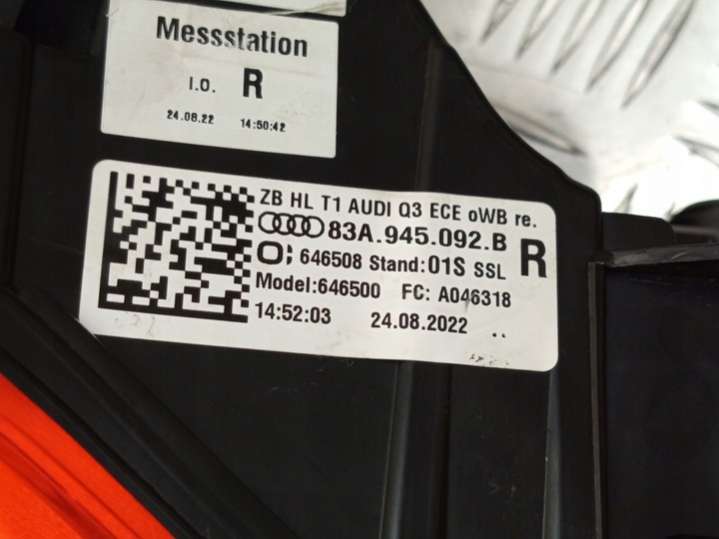 Messstation
I.O. R
24.08.22 14:50:42
ZB HL T1 AUDI Q3 ECE oWB re.
83A.945.092.B R
646508 Stand:01S SSL
Model:646500 FC: A046318
14:52:03 24.08.2022 ..